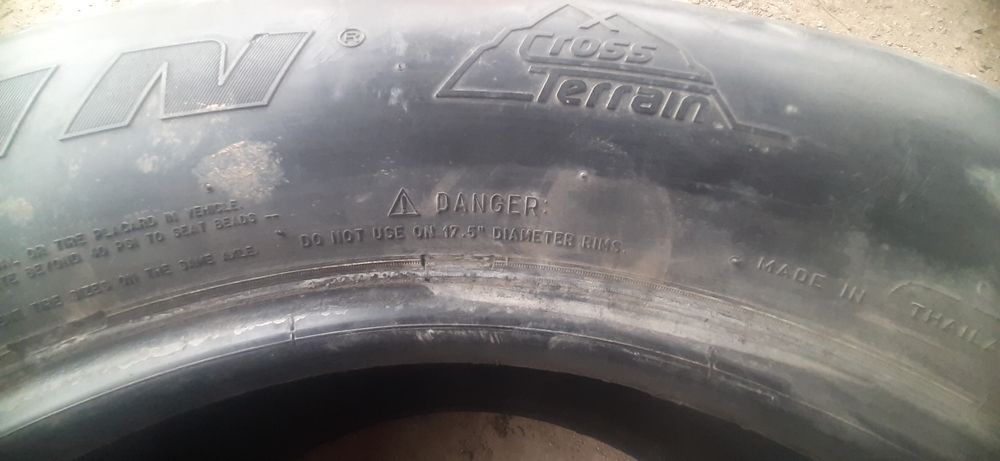 IN®
Cross
Terrain
OR TIRE PLACARD IN VEHICLE.
BEYOND 40 PSI TO SEAT BEADS
TIRE SIZES ON THE SAME AXLE.
⚠ DANGER:
DO NOT USE ON 17.5" DIAMETER RIMS.
MADE IN
THAILA